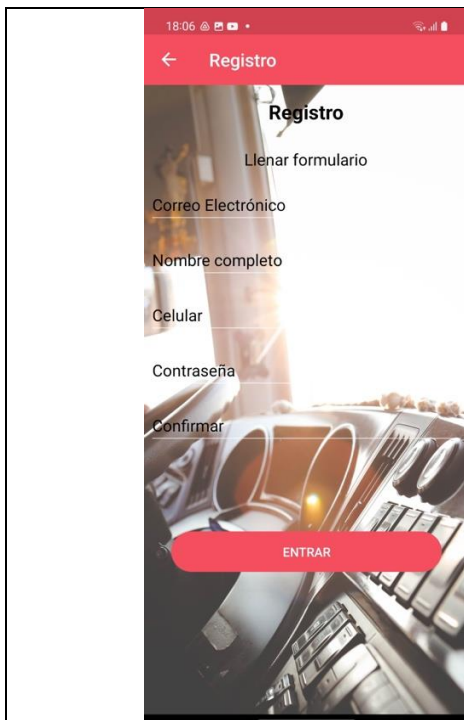 18:06
Registro
Registro
Llenar formulario
Correo Electrónico
Nombre completo
Celular
Contraseña
Confirmar
ENTRAR